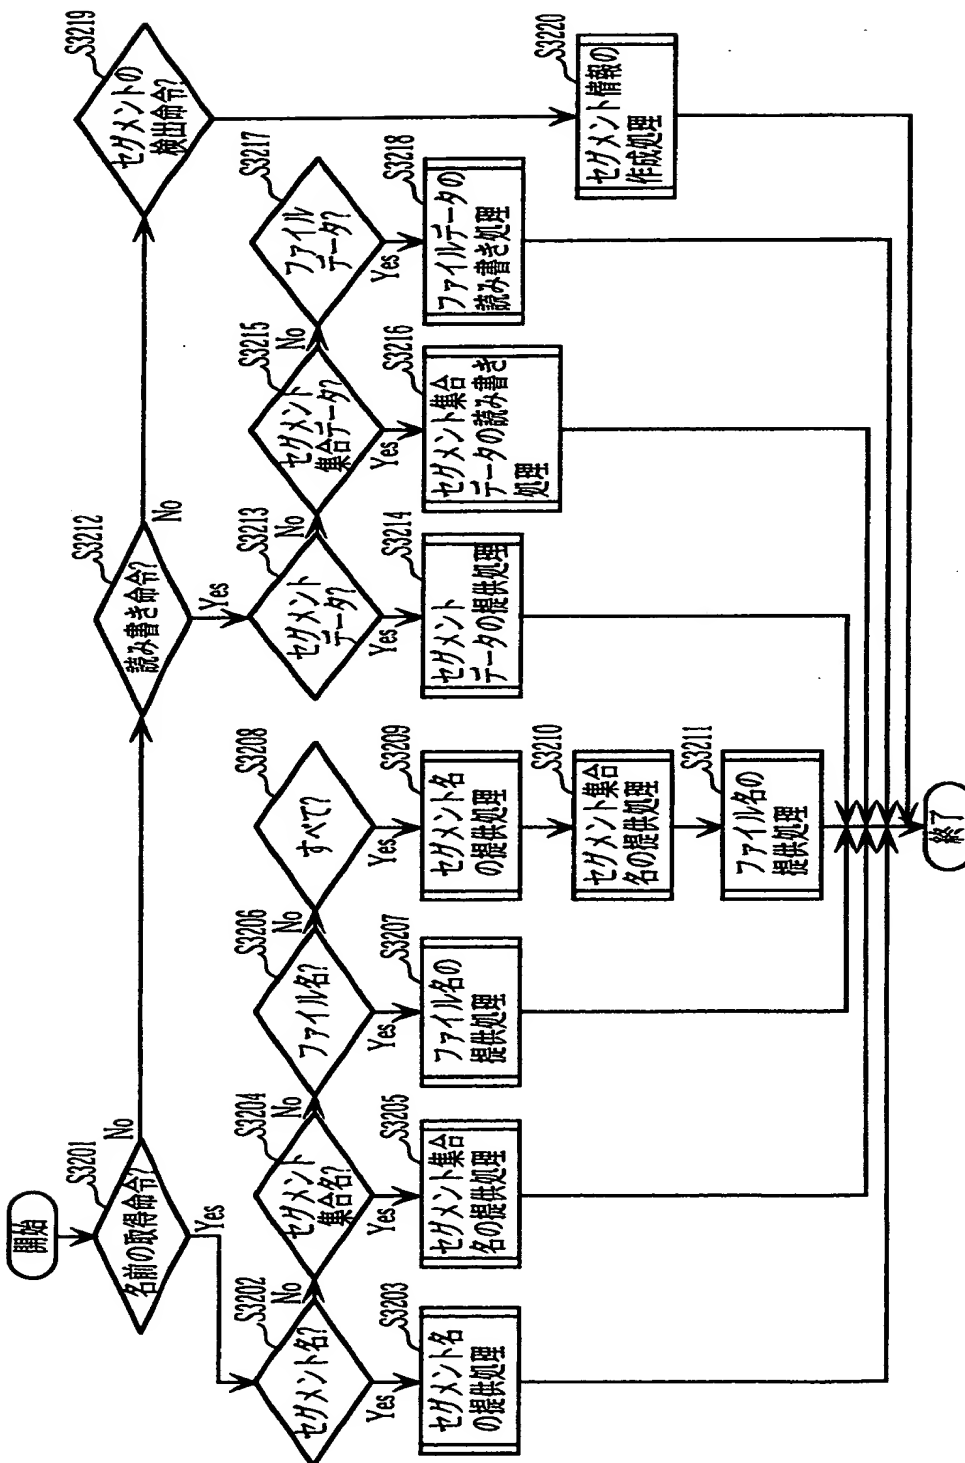 開始
S3201
名前の取得命令?
No
Yes
S3202
セグメント名?
No
Yes
S3203
セグメント名
の提供処理
S3204
セグメント
集合名?
No
Yes
S3205
セグメント集合
名の提供処理
S3206
ファイル名?
No
Yes
S3207
ファイル名の
提供処理
S3208
すべて?
Yes
S3209
セグメント名
の提供処理
S3210
セグメント集合
名の提供処理
S3211
ファイル名の
提供処理
S3212
読み書き命令?
No
Yes
S3213
セグメント
データ?
No
Yes
S3214
セグメント
データの提供処理
S3215
セグメント
集合データ?
No
Yes
S3216
セグメント集合
データの読み書き
処理
S3217
ファイル
データ?
Yes
S3218
ファイルデータの
読み書き処理
S3219
セグメントの
検出命令?
S3220
セグメント情報の
作成処理
終了